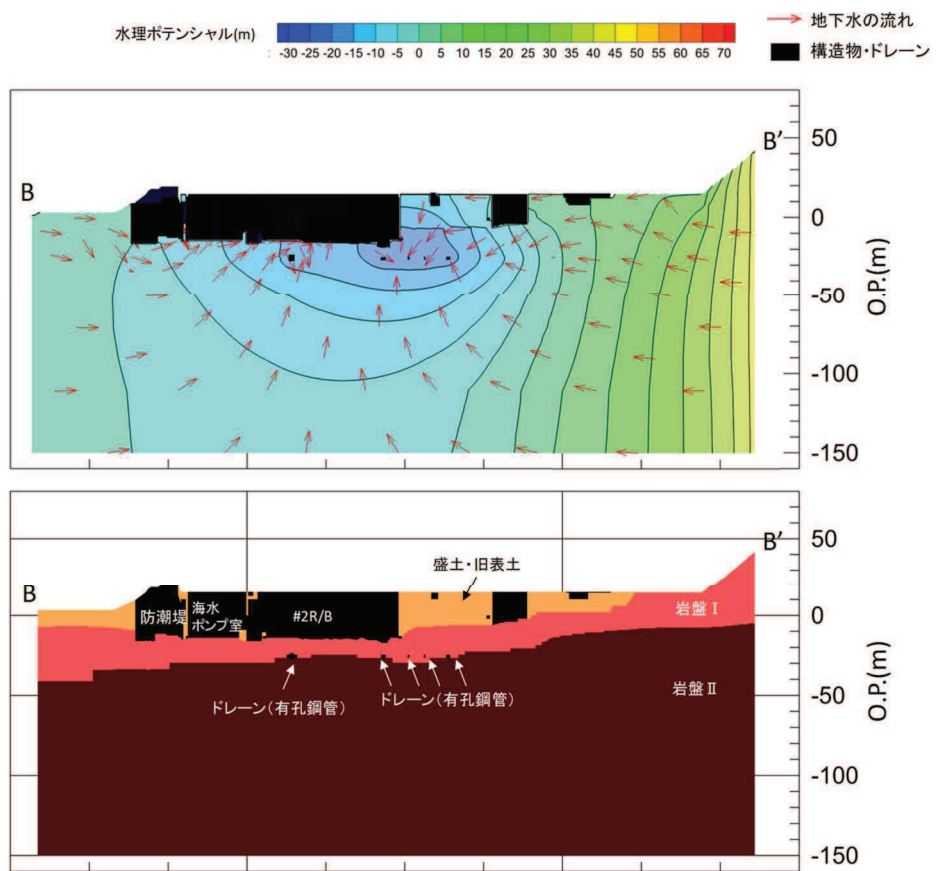 水理ポテンシャル(m)
: -30 -25 -20 -15 -10 -5 0 5 10 15 20 25 30 35 40 45 50 55 60 65 70
地下水の流れ
構造物・ドレーン
B
B’
50
0
-50
-100
-150
O.P.(m)
B
B’
盛土・旧表土
防潮堤
海水
ポンプ室
#2R/B
岩盤Ⅰ
岩盤Ⅱ
ドレーン(有孔鋼管)
ドレーン(有孔鋼管)
50
0
-50
-100
-150
O.P.(m)